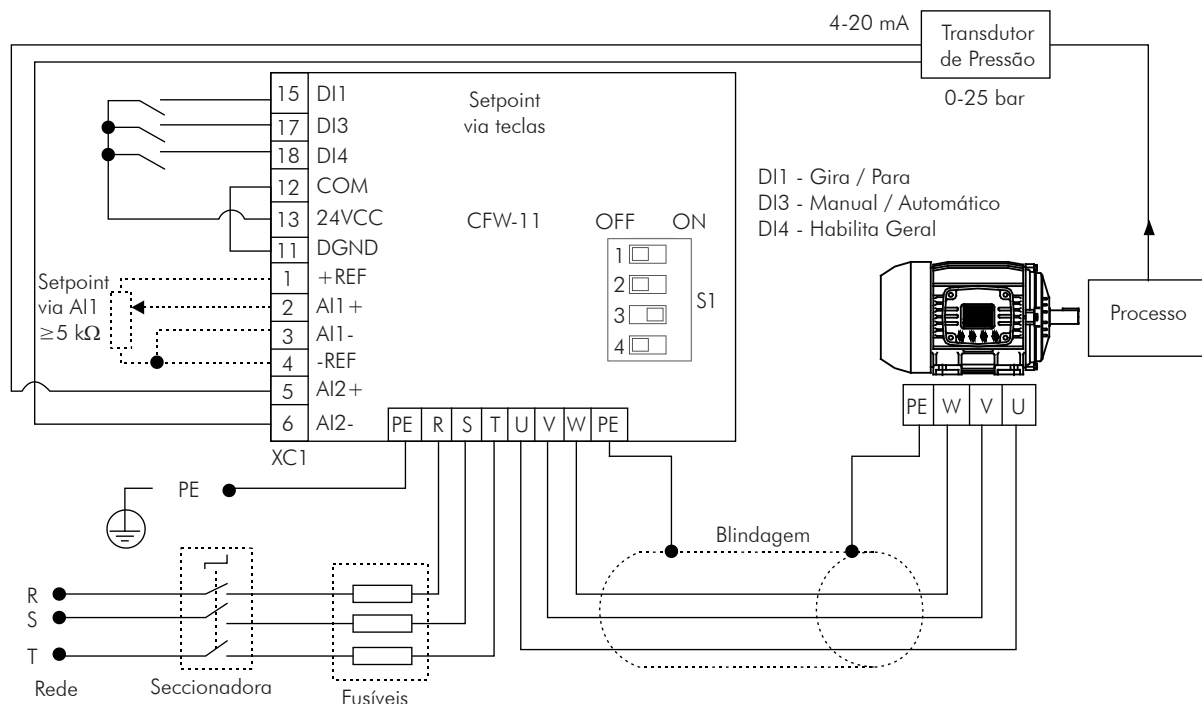 4-20 mA
Transdutor
de Pressão
0-25 bar
15 DI1
17 DI3
18 DI4
12 COM
13 24VCC
11 DGND
1 +REF
2 AI1+
3 AI1-
4 -REF
5 AI2+
6 AI2-
XC1
Setpoint
via teclas
CFW-11
OFF ON
1
2
3
4
S1
DI1 - Gira / Para
DI3 - Manual / Automático
DI4 - Habilita Geral
Setpoint
via AI1
≥5 kΩ
Processo
PE R S T U V W PE
PE W V U
PE
Blindagem
R
S
T
Rede
Seccionadora
Fusíveis